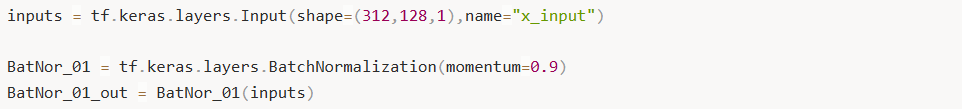 inputs = tf.keras.layers.Input(shape=(312,128,1),name="x_input")
BatNor_01 = tf.keras.layers.BatchNormalization(momentum=0.9)
BatNor_01_out = BatNor_01(inputs)